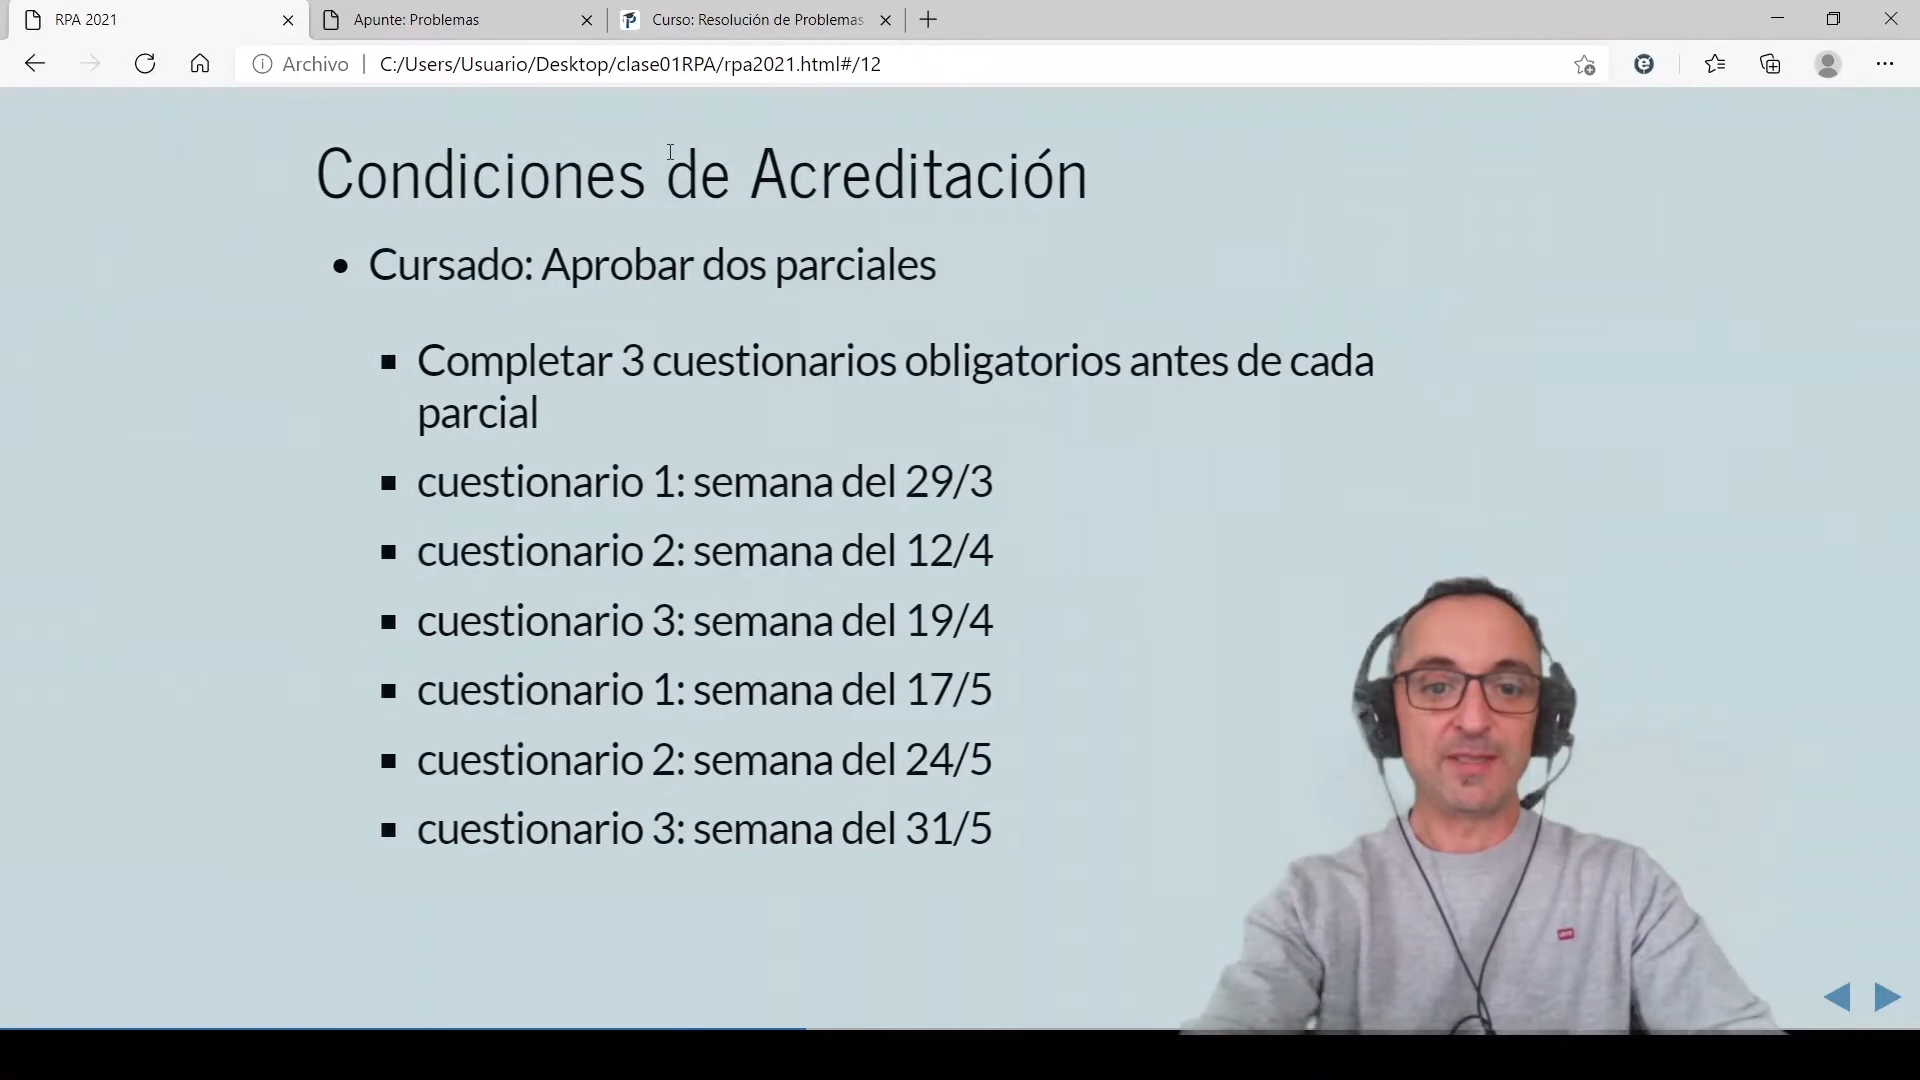 RPA 2021
Apunte: Problemas
Curso: Resolución de Problemas
Archivo
C:/Users/Usuario/Desktop/clase01RPA/rpa2021.html#/12
Condiciones de Acreditación
Cursado: Aprobar dos parciales
Completar 3 cuestionarios obligatorios antes de cada
parcial
cuestionario 1: semana del 29/3
cuestionario 2: semana del 12/4
cuestionario 3: semana del 19/4
cuestionario 1: semana del 17/5
cuestionario 2: semana del 24/5
cuestionario 3: semana del 31/5